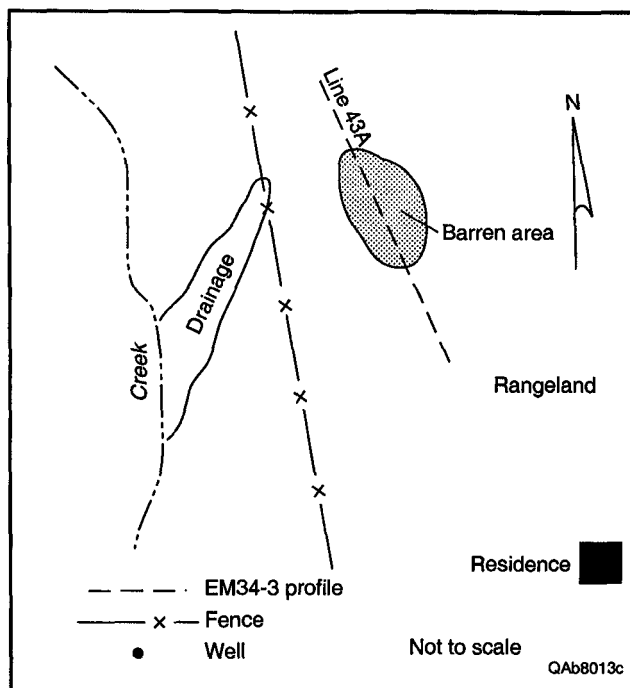 Line 43A
N
Barren area
Drainage
Creek
Rangeland
Residence
EM34-3 profile
× Fence
Well
Not to scale
QAb8013c